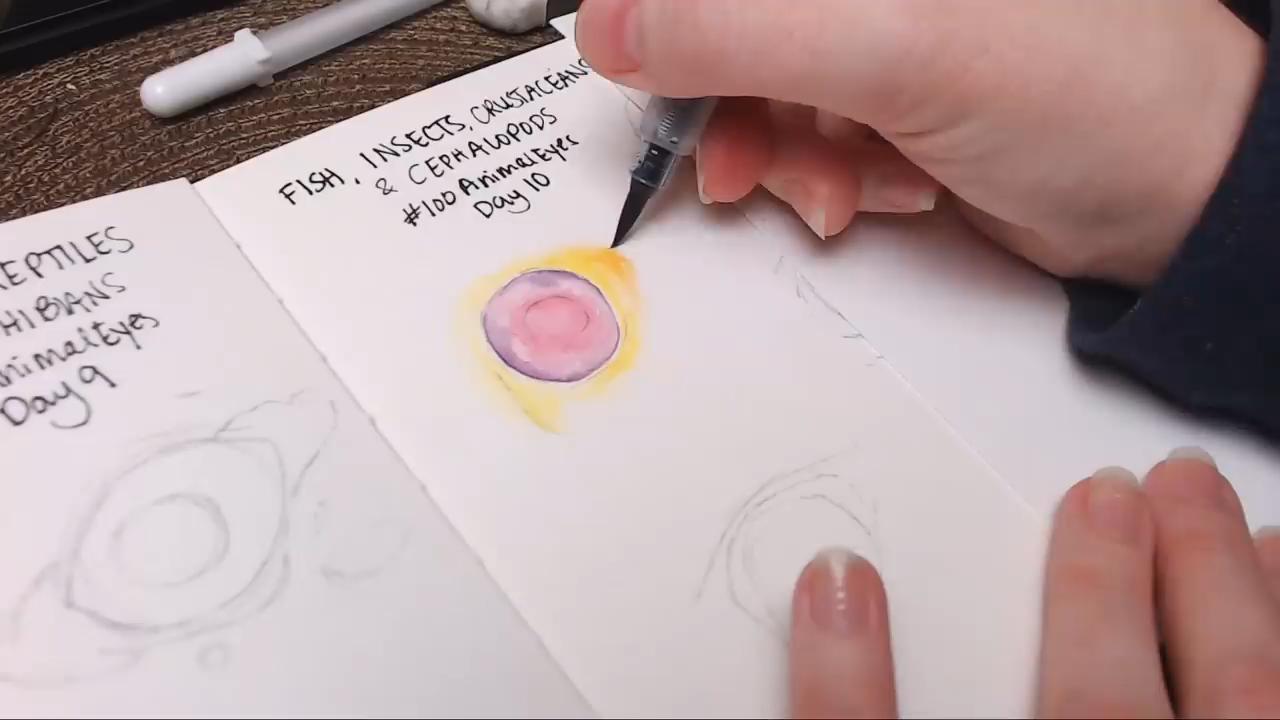 EPTILES
HIBIANS
nimalEyes
Day 9
FISH, INSECTS, CRUSTACEANS
& CEPHALOPODS
#100AnimalEyes
Day 10